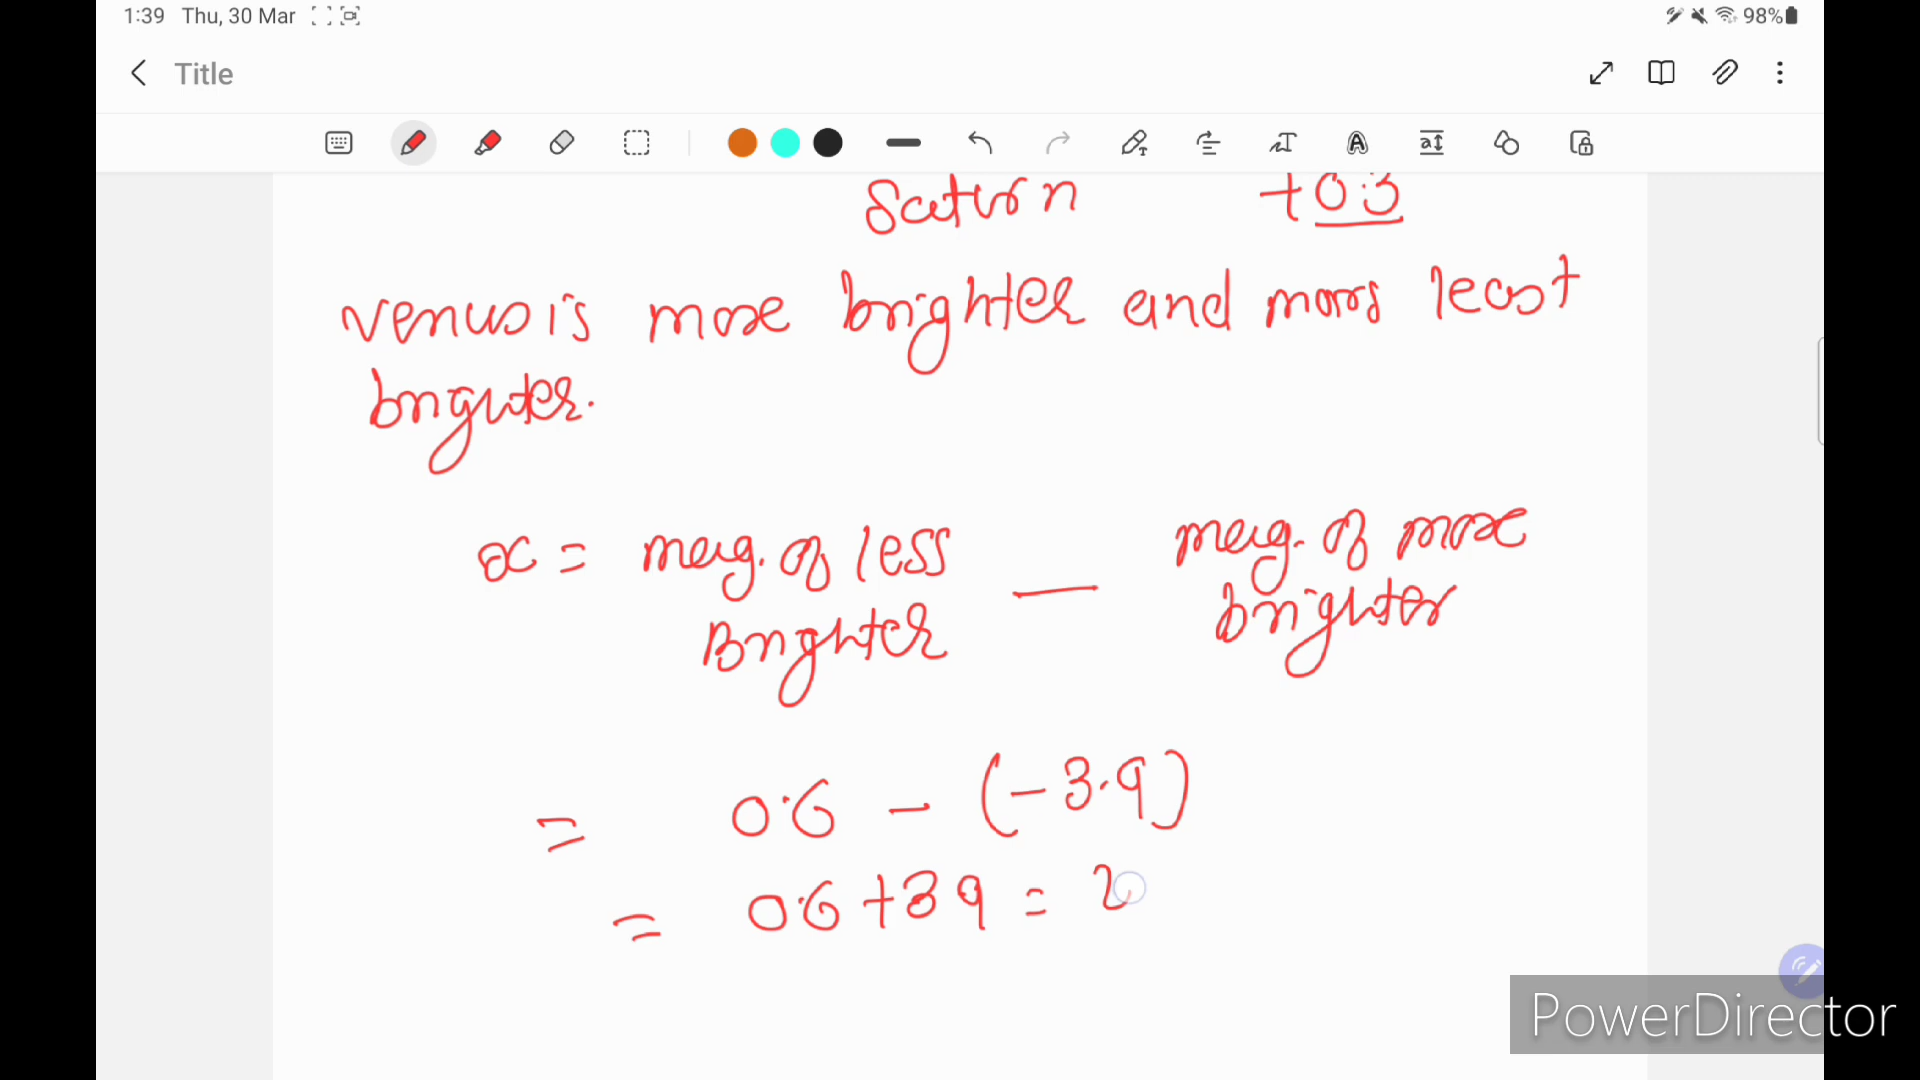 1:39 Thu, 30 Mar 98%
Title
Saturn +0.3
Venus is more brighter and mars least
brighter.
x = mag. of less Brighter — mag. of more brighter
= 0.6 - (-3.9)
= 0.6 + 3 9 =
PowerDirector